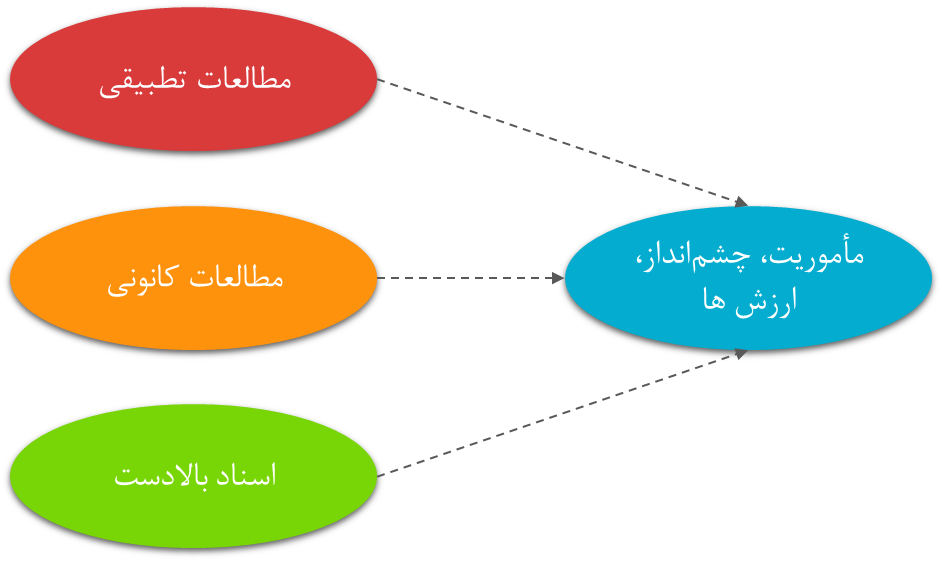 مطالعات تطبیقی
مطالعات کانونی
مأموریت، چشم‌انداز،
ارزش ها
اسناد بالادست